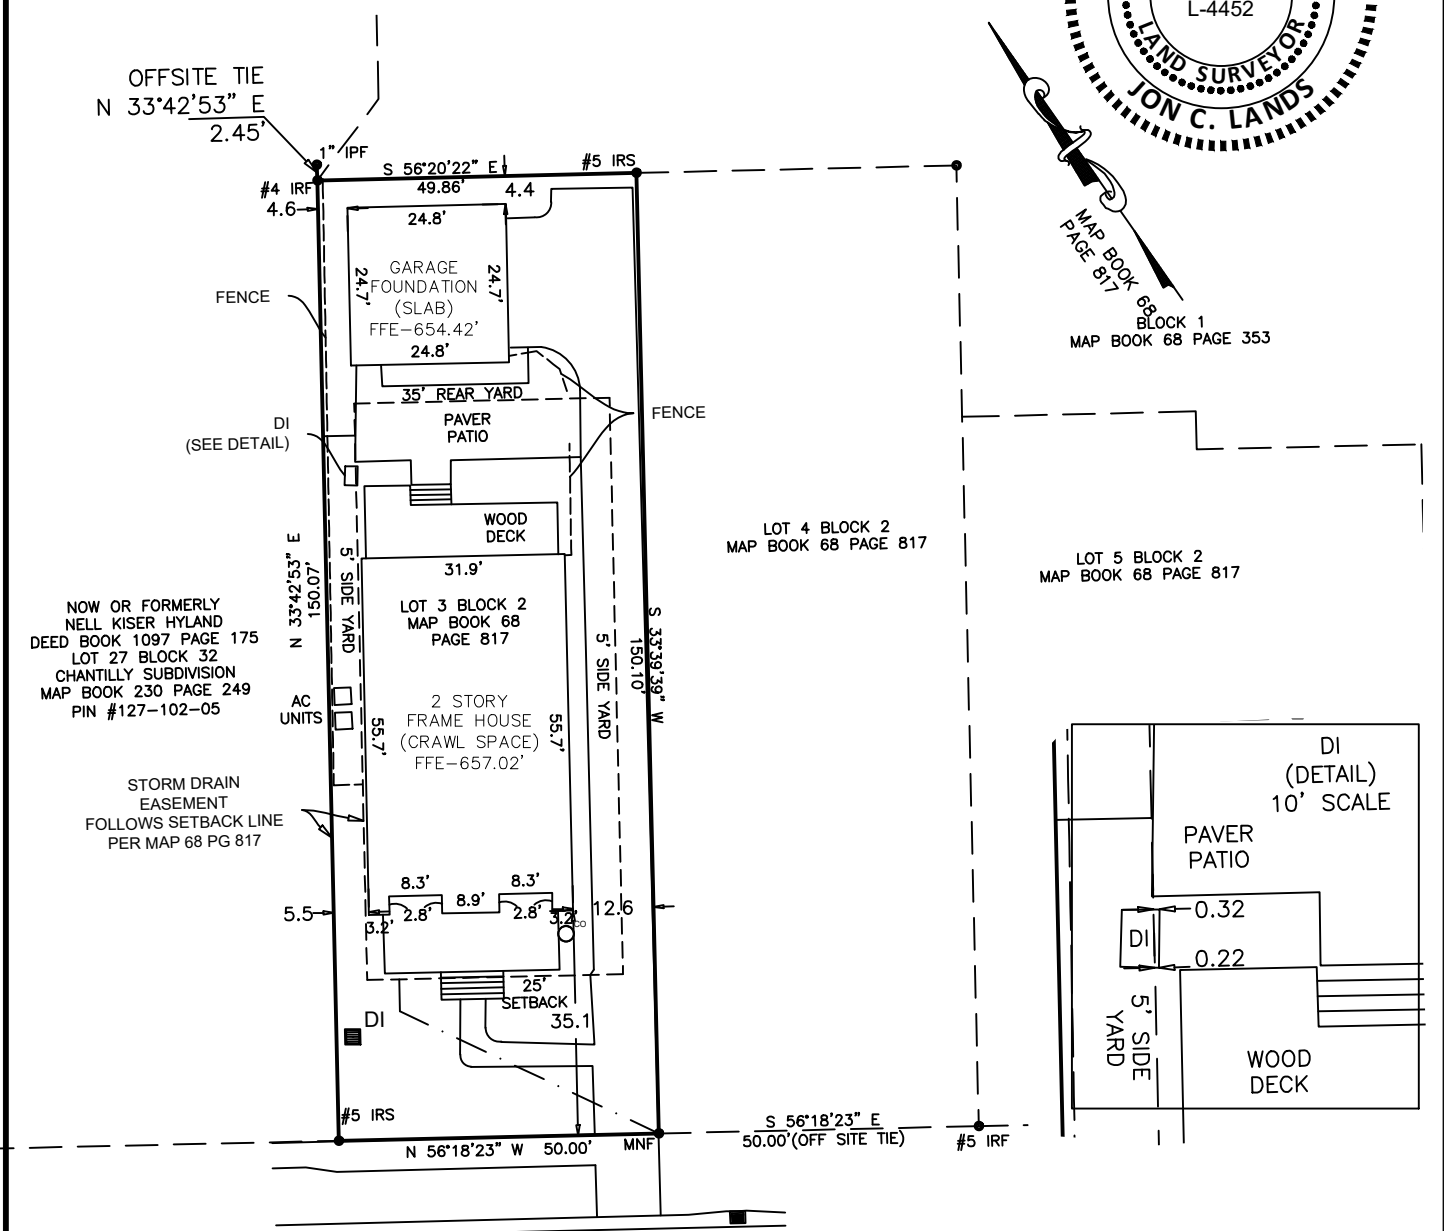 L-4452
LAND SURVEYOR
JON C. LANDS
OFFSITE TIE
N 33°42'53" E
2.45'
1" IPF
S 56°20'22" E
49.86'
#5 IRS
#4 IRF
4.6
4.4
24.8'
GARAGE
FOUNDATION
(SLAB)
FFE-654.42'
24.7'
24.7'
24.8'
FENCE
MAP BOOK 68
PAGE 817
BLOCK 1
MAP BOOK 68 PAGE 353
35' REAR YARD
PAVER
PATIO
FENCE
DI
(SEE DETAIL)
WOOD
DECK
LOT 4 BLOCK 2
MAP BOOK 68 PAGE 817
LOT 5 BLOCK 2
MAP BOOK 68 PAGE 817
N 33°42'53" E
150.07'
5' SIDE YARD
31.9'
LOT 3 BLOCK 2
MAP BOOK 68
PAGE 817
5' SIDE YARD
S 33°39'39" W
150.10'
NOW OR FORMERLY
NELL KISER HYLAND
DEED BOOK 1097 PAGE 175
LOT 27 BLOCK 32
CHANTILLY SUBDIVISION
MAP BOOK 230 PAGE 249
PIN #127-102-05
AC
UNITS
2 STORY
FRAME HOUSE
(CRAWL SPACE)
FFE-657.02'
55.7'
55.7'
STORM DRAIN
EASEMENT
FOLLOWS SETBACK LINE
PER MAP 68 PG 817
8.3'
8.9'
8.3'
2.8'
2.8'
5.5
3.2'
3.2'
CO
12.6
25'
SETBACK
35.1
DI
#5 IRS
N 56°18'23" W 50.00'
MNF
S 56°18'23" E
50.00'(OFF SITE TIE)
#5 IRF
DI
(DETAIL)
10' SCALE
PAVER
PATIO
0.32
DI
0.22
5' SIDE
YARD
WOOD
DECK